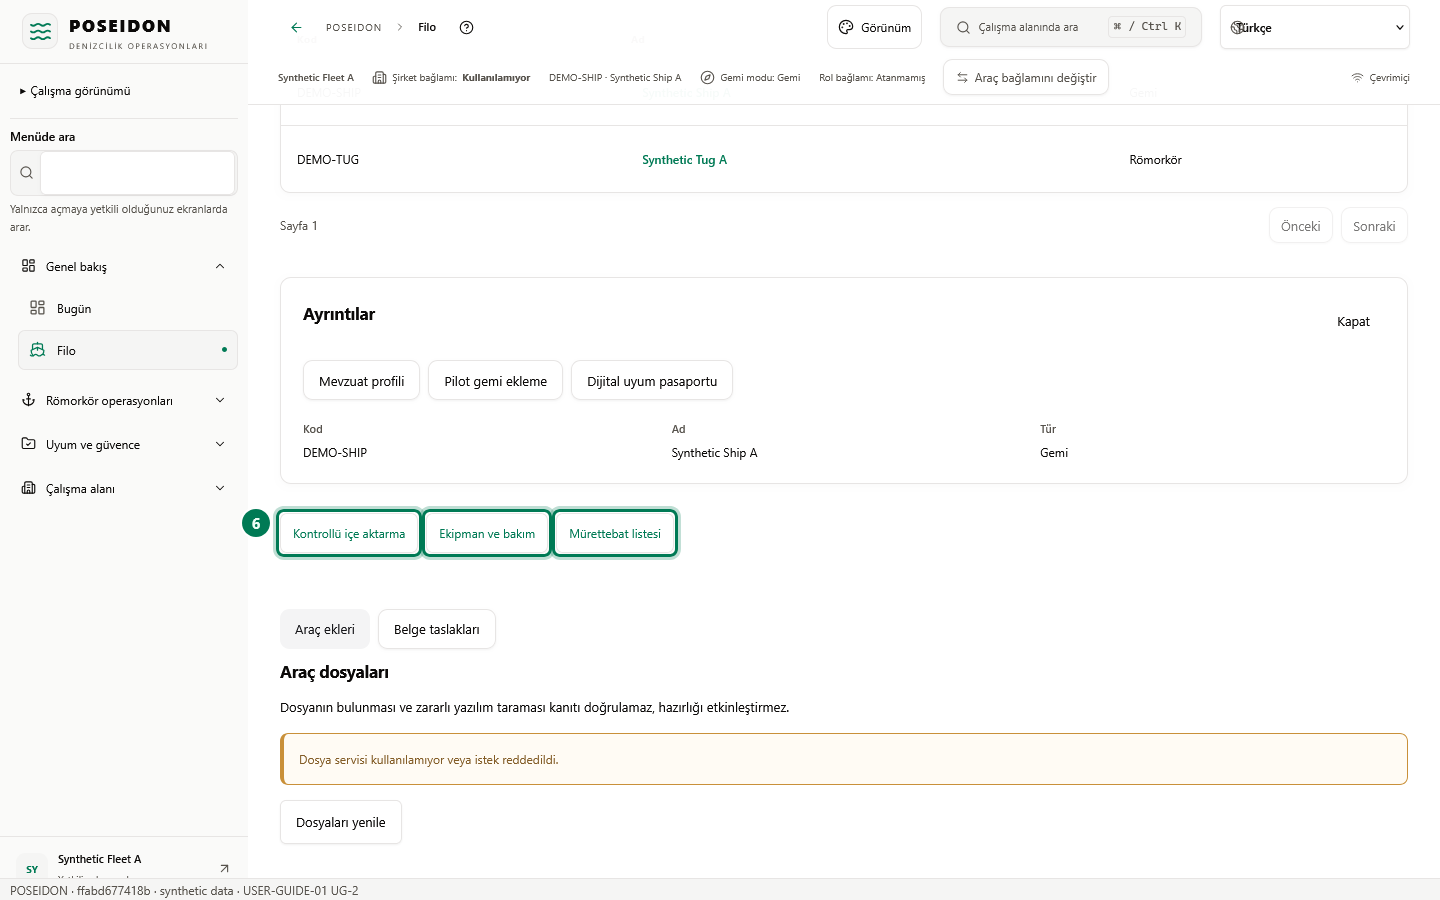 POSEIDON
DENİZCİLİK OPERASYONLARI
Çalışma görünümü
Menüde ara
Yalnızca açmaya yetkili olduğunuz ekranlarda
arar.
Genel bakış
Bugün
Filo
Römorkör operasyonları
Uyum ve güvence
Çalışma alanı
SY
Synthetic Fleet A
POSEIDON
Filo
Görünüm
Çalışma alanında ara
⌘ / Ctrl K
Türkçe
Synthetic Fleet A
Şirket bağlamı: Kullanılamıyor
DEMO-SHIP · Synthetic Ship A
Gemi modu: Gemi
Rol bağlamı: Atanmamış
Araç bağlamını değiştir
Çevrimiçi
DEMO-SHIP
Synthetic Ship A
Gemi
DEMO-TUG
Synthetic Tug A
Römorkör
Sayfa 1
Önceki
Sonraki
Ayrıntılar
Kapat
Mevzuat profili
Pilot gemi ekleme
Dijital uyum pasaportu
Kod
Ad
Tür
DEMO-SHIP
Synthetic Ship A
Gemi
6
Kontrollü içe aktarma
Ekipman ve bakım
Mürettebat listesi
Araç ekleri
Belge taslakları
Araç dosyaları
Dosyanın bulunması ve zararlı yazılım taraması kanıtı doğrulamaz, hazırlığı etkinleştirmez.
Dosya servisi kullanılamıyor veya istek reddedildi.
Dosyaları yenile
POSEIDON · ffabd677418b · synthetic data · USER-GUIDE-01 UG-2